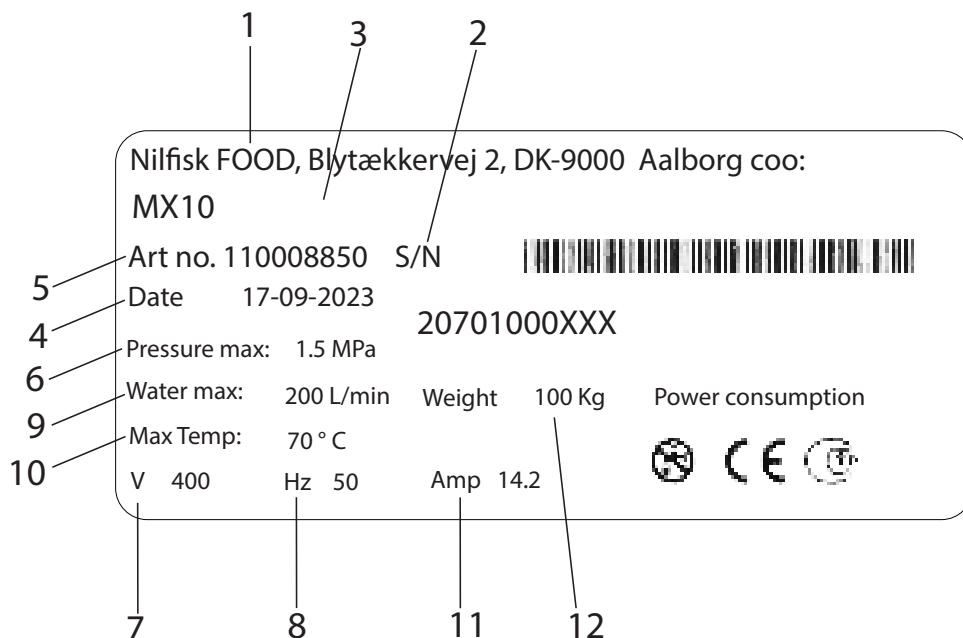 1 3 2
Nilfisk FOOD, Blytækkervej 2, DK-9000 Aalborg coo:
MX10
5 Art no. 110008850 S/N
4 Date 17-09-2023
20701000XXX
6 Pressure max: 1.5 MPa
9 Water max: 200 L/min Weight 100 Kg Power consumption
10 Max Temp: 70 ° C
V 400 Hz 50 Amp 14.2
CE
7 8 11 12